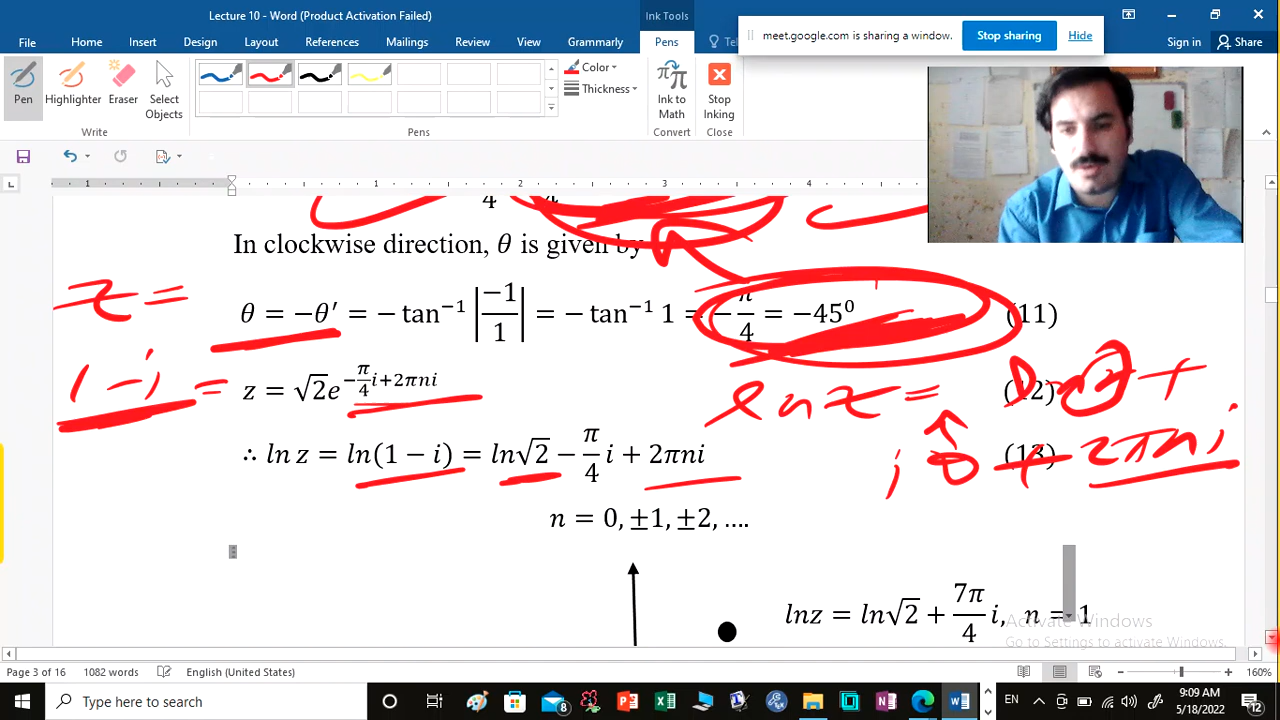 Lecture 10 - Word (Product Activation Failed)
Ink Tools
meet.google.com is sharing a window.
Stop sharing
Hide
File Home Insert Design Layout References Mailings Review View Grammarly Pens
Sign in Share
Pen Highlighter Eraser Select Objects
Color
Thickness
Ink to Math
Stop Inking
Write Pens Convert Close
In clockwise direction, θ is given by
z =
θ = −θ′ = − tan⁻¹ |−1/1| = − tan⁻¹ 1 = − π/4 = −45⁰ (11)
1 − i = z = √2e^(−π/4 i+2πni) (12)
ln z =
∴ ln z = ln(1 − i) = ln√2 − π/4 i + 2πni (13)
i θ + 2πni
n = 0, ±1, ±2, ....
lnz = ln√2 + 7π/4 i, n = 1
Activate Windows
Go to Settings to activate Windows.
Page 3 of 16 1082 words English (United States) 160%
Type here to search
EN
9:09 AM
5/18/2022